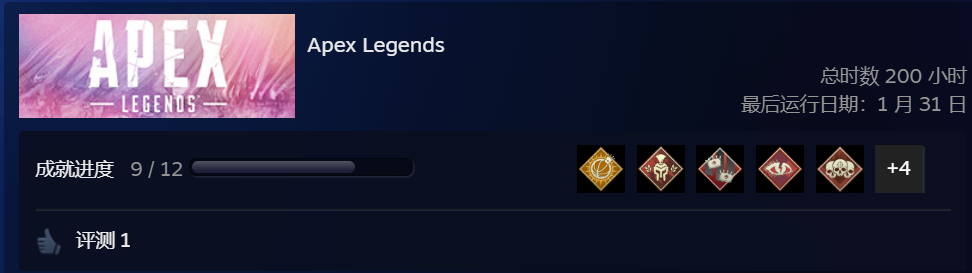 APEX
LEGENDS
Apex Legends
总时数 200 小时
最后运行日期：1 月 31 日
成就进度 9 / 12
+4
评测 1